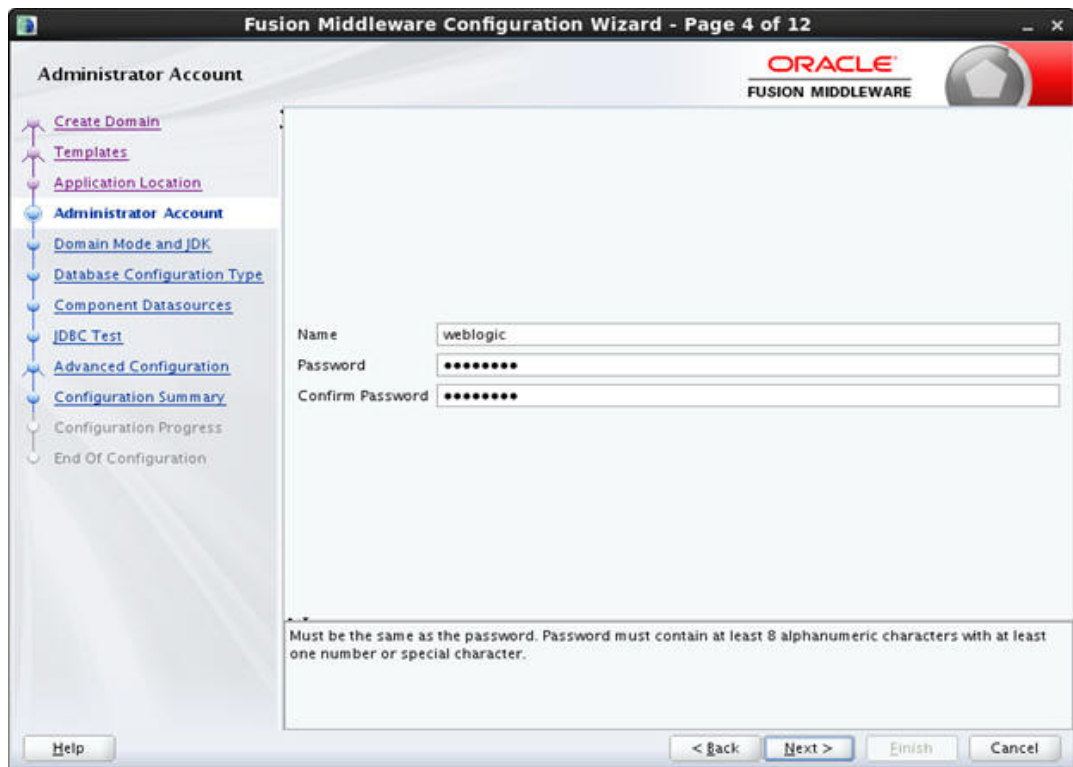 Fusion Middleware Configuration Wizard - Page 4 of 12
Administrator Account
ORACLE
FUSION MIDDLEWARE
Create Domain
Templates
Application Location
Administrator Account
Domain Mode and JDK
Database Configuration Type
Component Datasources
JDBC Test
Advanced Configuration
Configuration Summary
Configuration Progress
End Of Configuration
Name weblogic
Password ••••••••
Confirm Password ••••••••
Must be the same as the password. Password must contain at least 8 alphanumeric characters with at least
one number or special character.
Help < Back Next > Finish Cancel